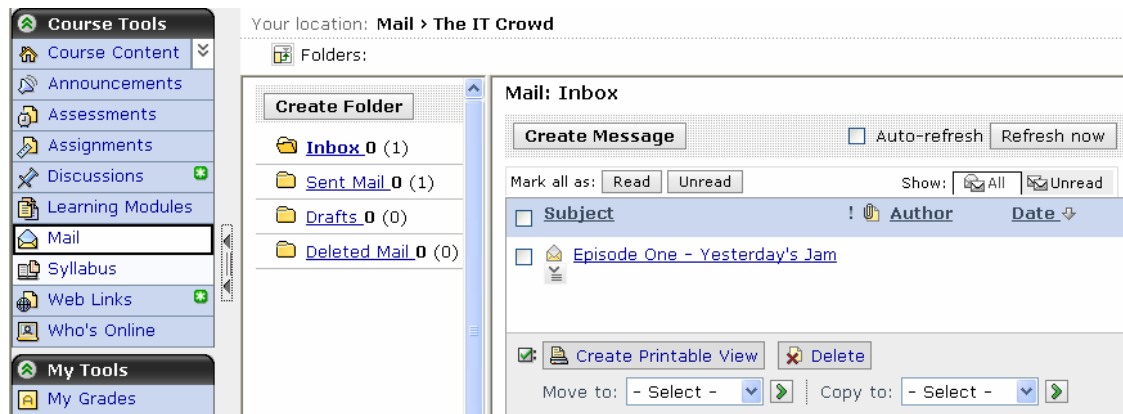 Course Tools
Course Content
Announcements
Assessments
Assignments
Discussions
Learning Modules
Mail
Syllabus
Web Links
Who's Online
My Tools
My Grades
Your location: Mail > The IT Crowd
Folders:
Create Folder
Inbox 0 (1)
Sent Mail 0 (1)
Drafts 0 (0)
Deleted Mail 0 (0)
Mail: Inbox
Create Message Auto-refresh Refresh now
Mark all as: Read Unread Show: All Unread
Subject ! Author Date
Episode One - Yesterday's Jam
Create Printable View Delete
Move to: - Select - Copy to: - Select -